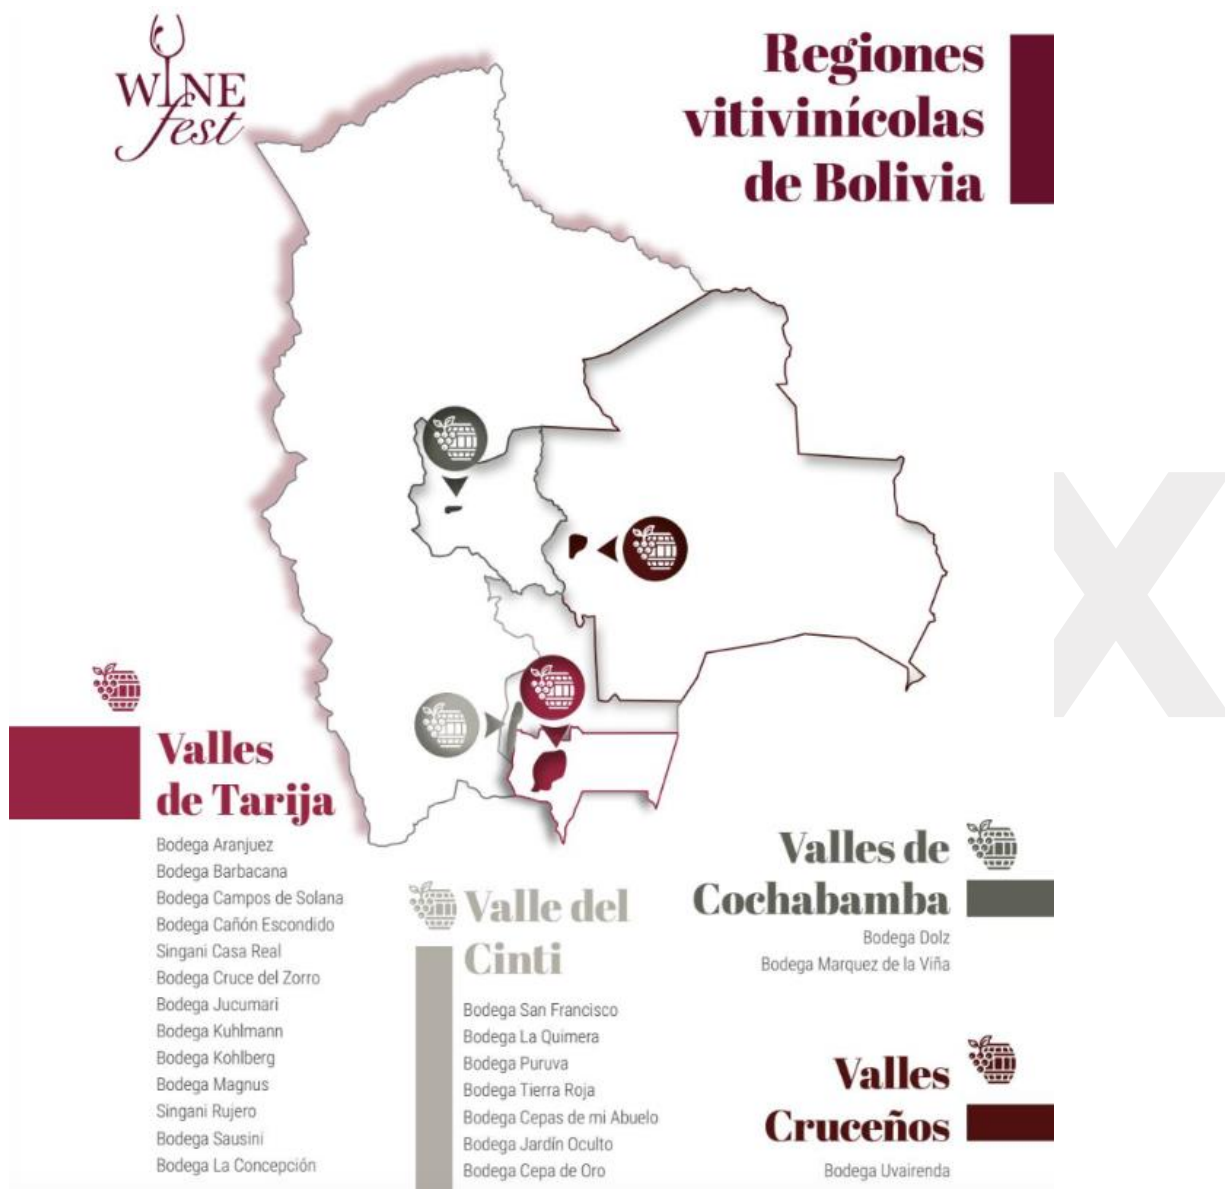 WINE
fest
Regiones
vitivinícolas
de Bolivia
Valles
de Tarija
Bodega Aranjuez
Bodega Barbacana
Bodega Campos de Solana
Bodega Cañón Escondido
Singani Casa Real
Bodega Cruce del Zorro
Bodega Jucumari
Bodega Kuhlmann
Bodega Kohlberg
Bodega Magnus
Singani Rujero
Bodega Sausini
Bodega La Concepción
Valle del
Cinti
Bodega San Francisco
Bodega La Quimera
Bodega Puruva
Bodega Tierra Roja
Bodega Cepas de mi Abuelo
Bodega Jardín Oculto
Bodega Cepa de Oro
Valles de
Cochabamba
Bodega Dolz
Bodega Marquez de la Viña
Valles
Cruceños
Bodega Uvairenda
X